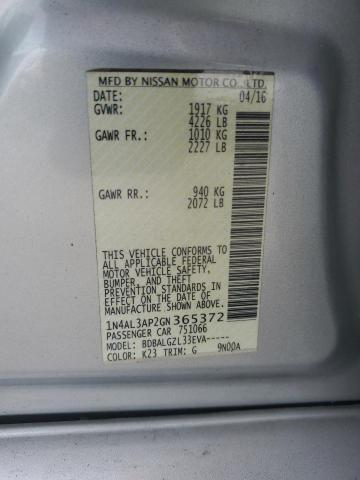 MFD BY NISSAN MOTOR CO., LTD.
DATE: 04/16
GVWR: 1917 KG
4226 LB
GAWR FR.: 1010 KG
2227 LB
GAWR RR.: 940 KG
2072 LB
THIS VEHICLE CONFORMS TO
ALL APPLICABLE FEDERAL
MOTOR VEHICLE SAFETY,
BUMPER, AND THEFT
PREVENTION STANDARDS IN
EFFECT ON THE DATE OF
MANUFACTURE SHOWN ABOVE.
1N4AL3AP2GN365372
PASSENGER CAR 751066
MODEL: BDBALGZL33EVA-----
COLOR: K23 TRIM: G 9N00A